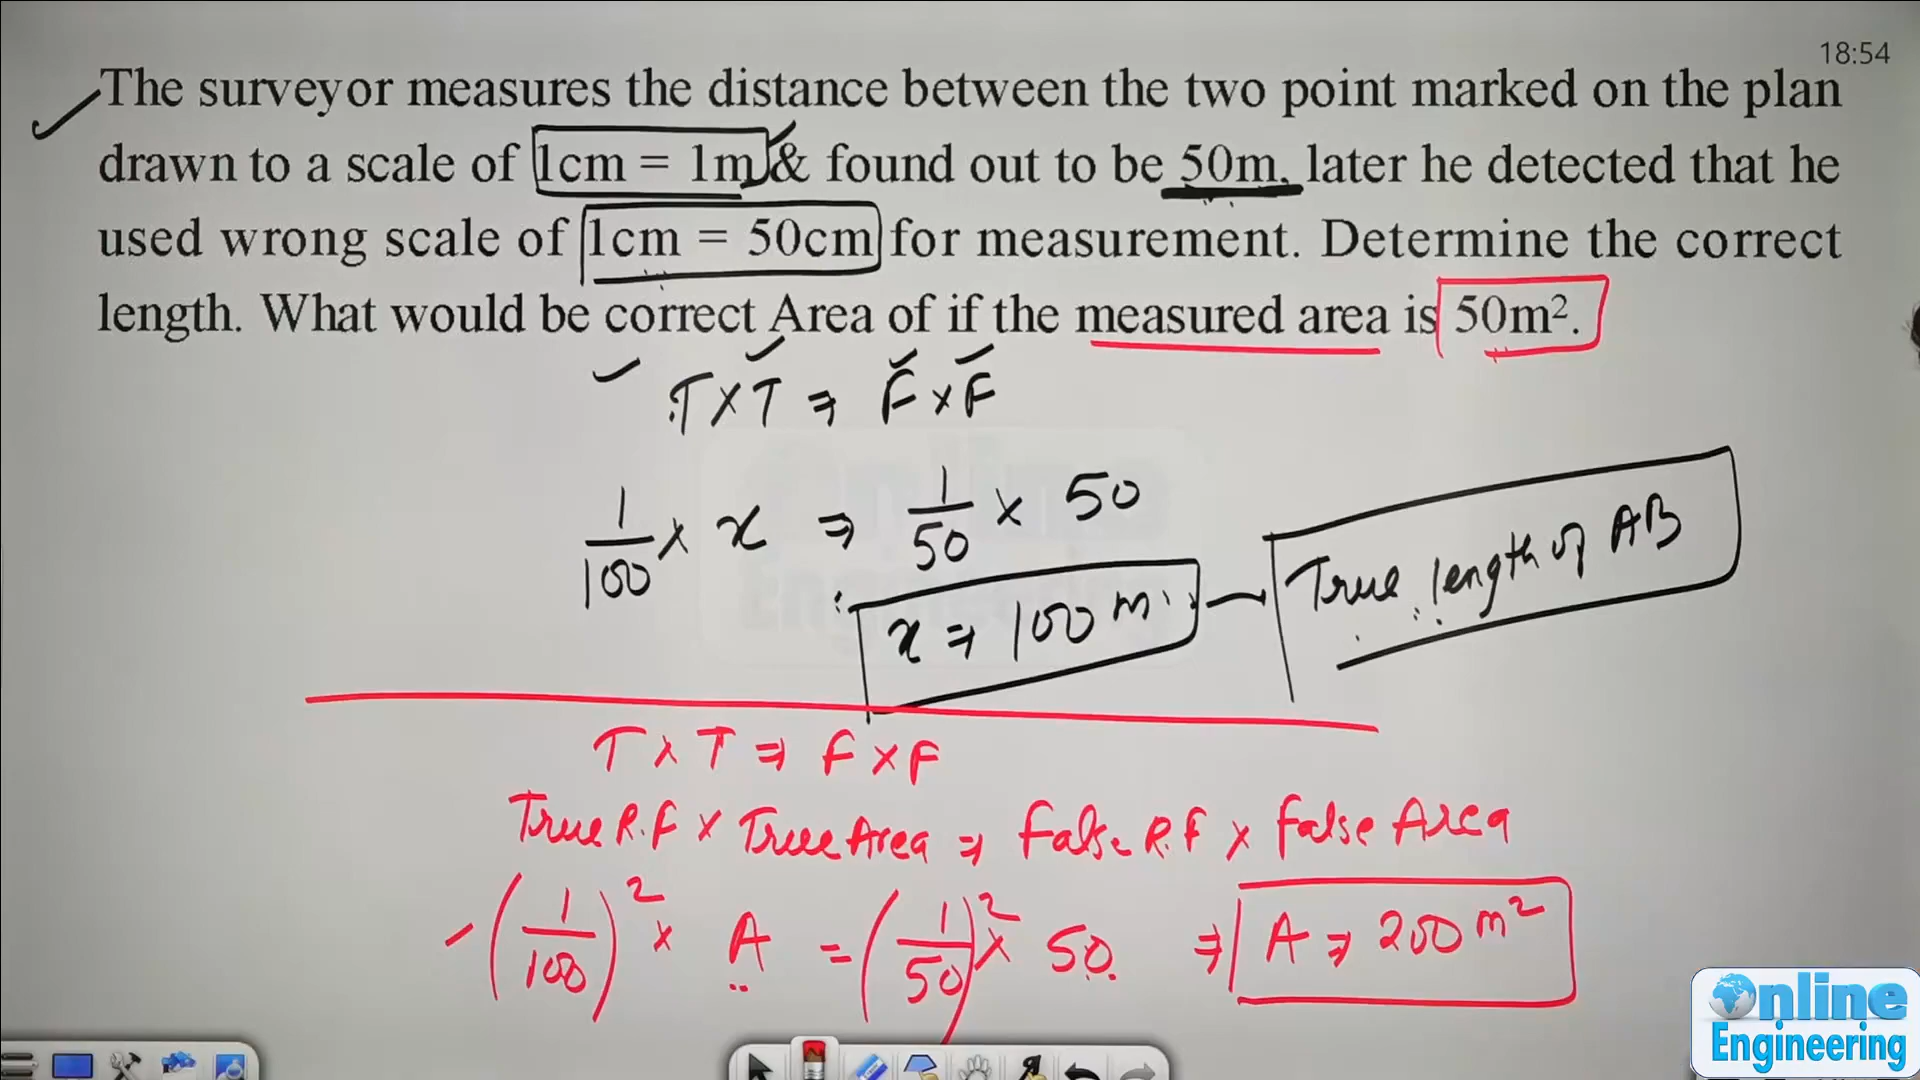 18:54
The surveyor measures the distance between the two point marked on the plan
drawn to a scale of 1cm = 1m & found out to be 50m, later he detected that he
used wrong scale of 1cm = 50cm for measurement. Determine the correct
length. What would be correct Area of if the measured area is 50m².
T × T ⇒ F × F
1/100 × x ⇒ 1/50 × 50
x ⇒ 100 m
True length of AB
T × T ⇒ F × F
True R.F × True Area ⇒ False R.F × False Area
(1/100)² × A = (1/50)² × 50 ⇒ A ⇒ 200 m²
Online
Engineering